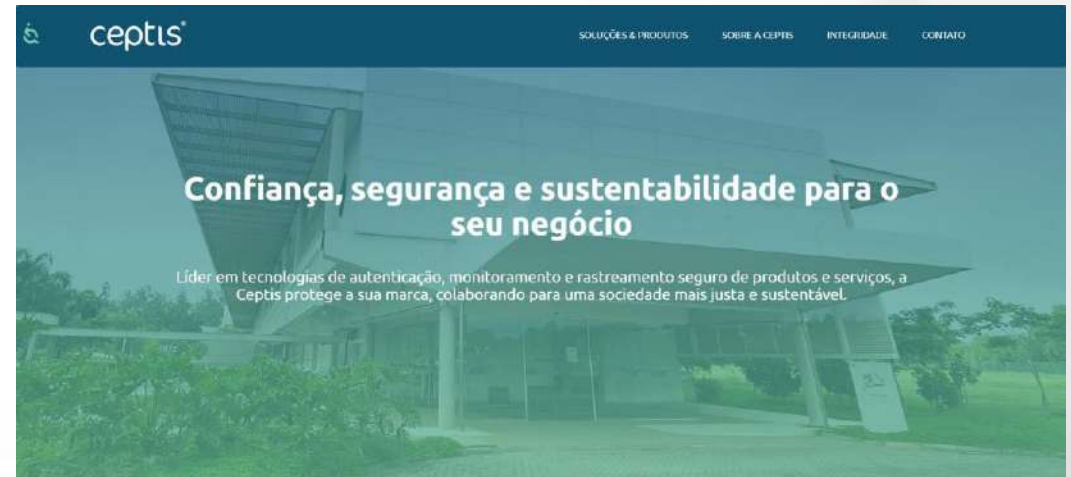 ceptis
SOLUÇÕES & PRODUTOS
SOBRE A CEPTIS
INTEGRIDADE
CONTATO
Confiança, segurança e sustentabilidade para o
seu negócio
Líder em tecnologias de autenticação, monitoramento e rastreamento seguro de produtos e serviços, a
Ceptis protege a sua marca, colaborando para uma sociedade mais justa e sustentável.